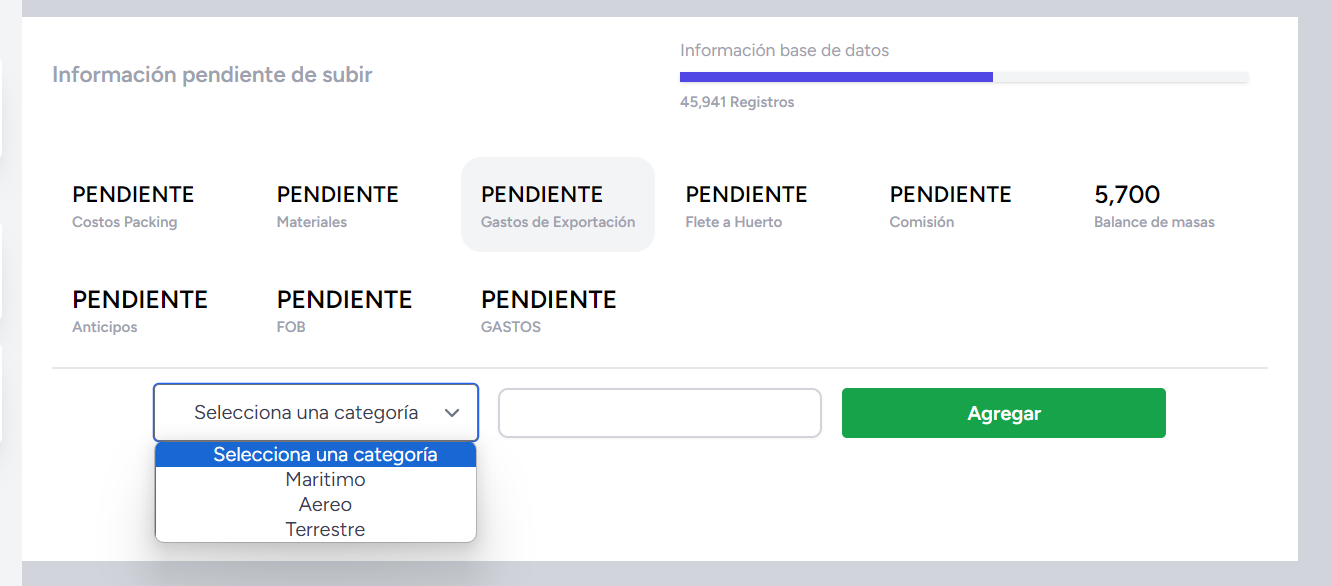 Información pendiente de subir
Información base de datos
45,941 Registros
PENDIENTE
Costos Packing
PENDIENTE
Materiales
PENDIENTE
Gastos de Exportación
PENDIENTE
Flete a Huerto
PENDIENTE
Comisión
5,700
Balance de masas
PENDIENTE
Anticipos
PENDIENTE
FOB
PENDIENTE
GASTOS
Selecciona una categoría
Agregar
Selecciona una categoría
Maritimo
Aereo
Terrestre